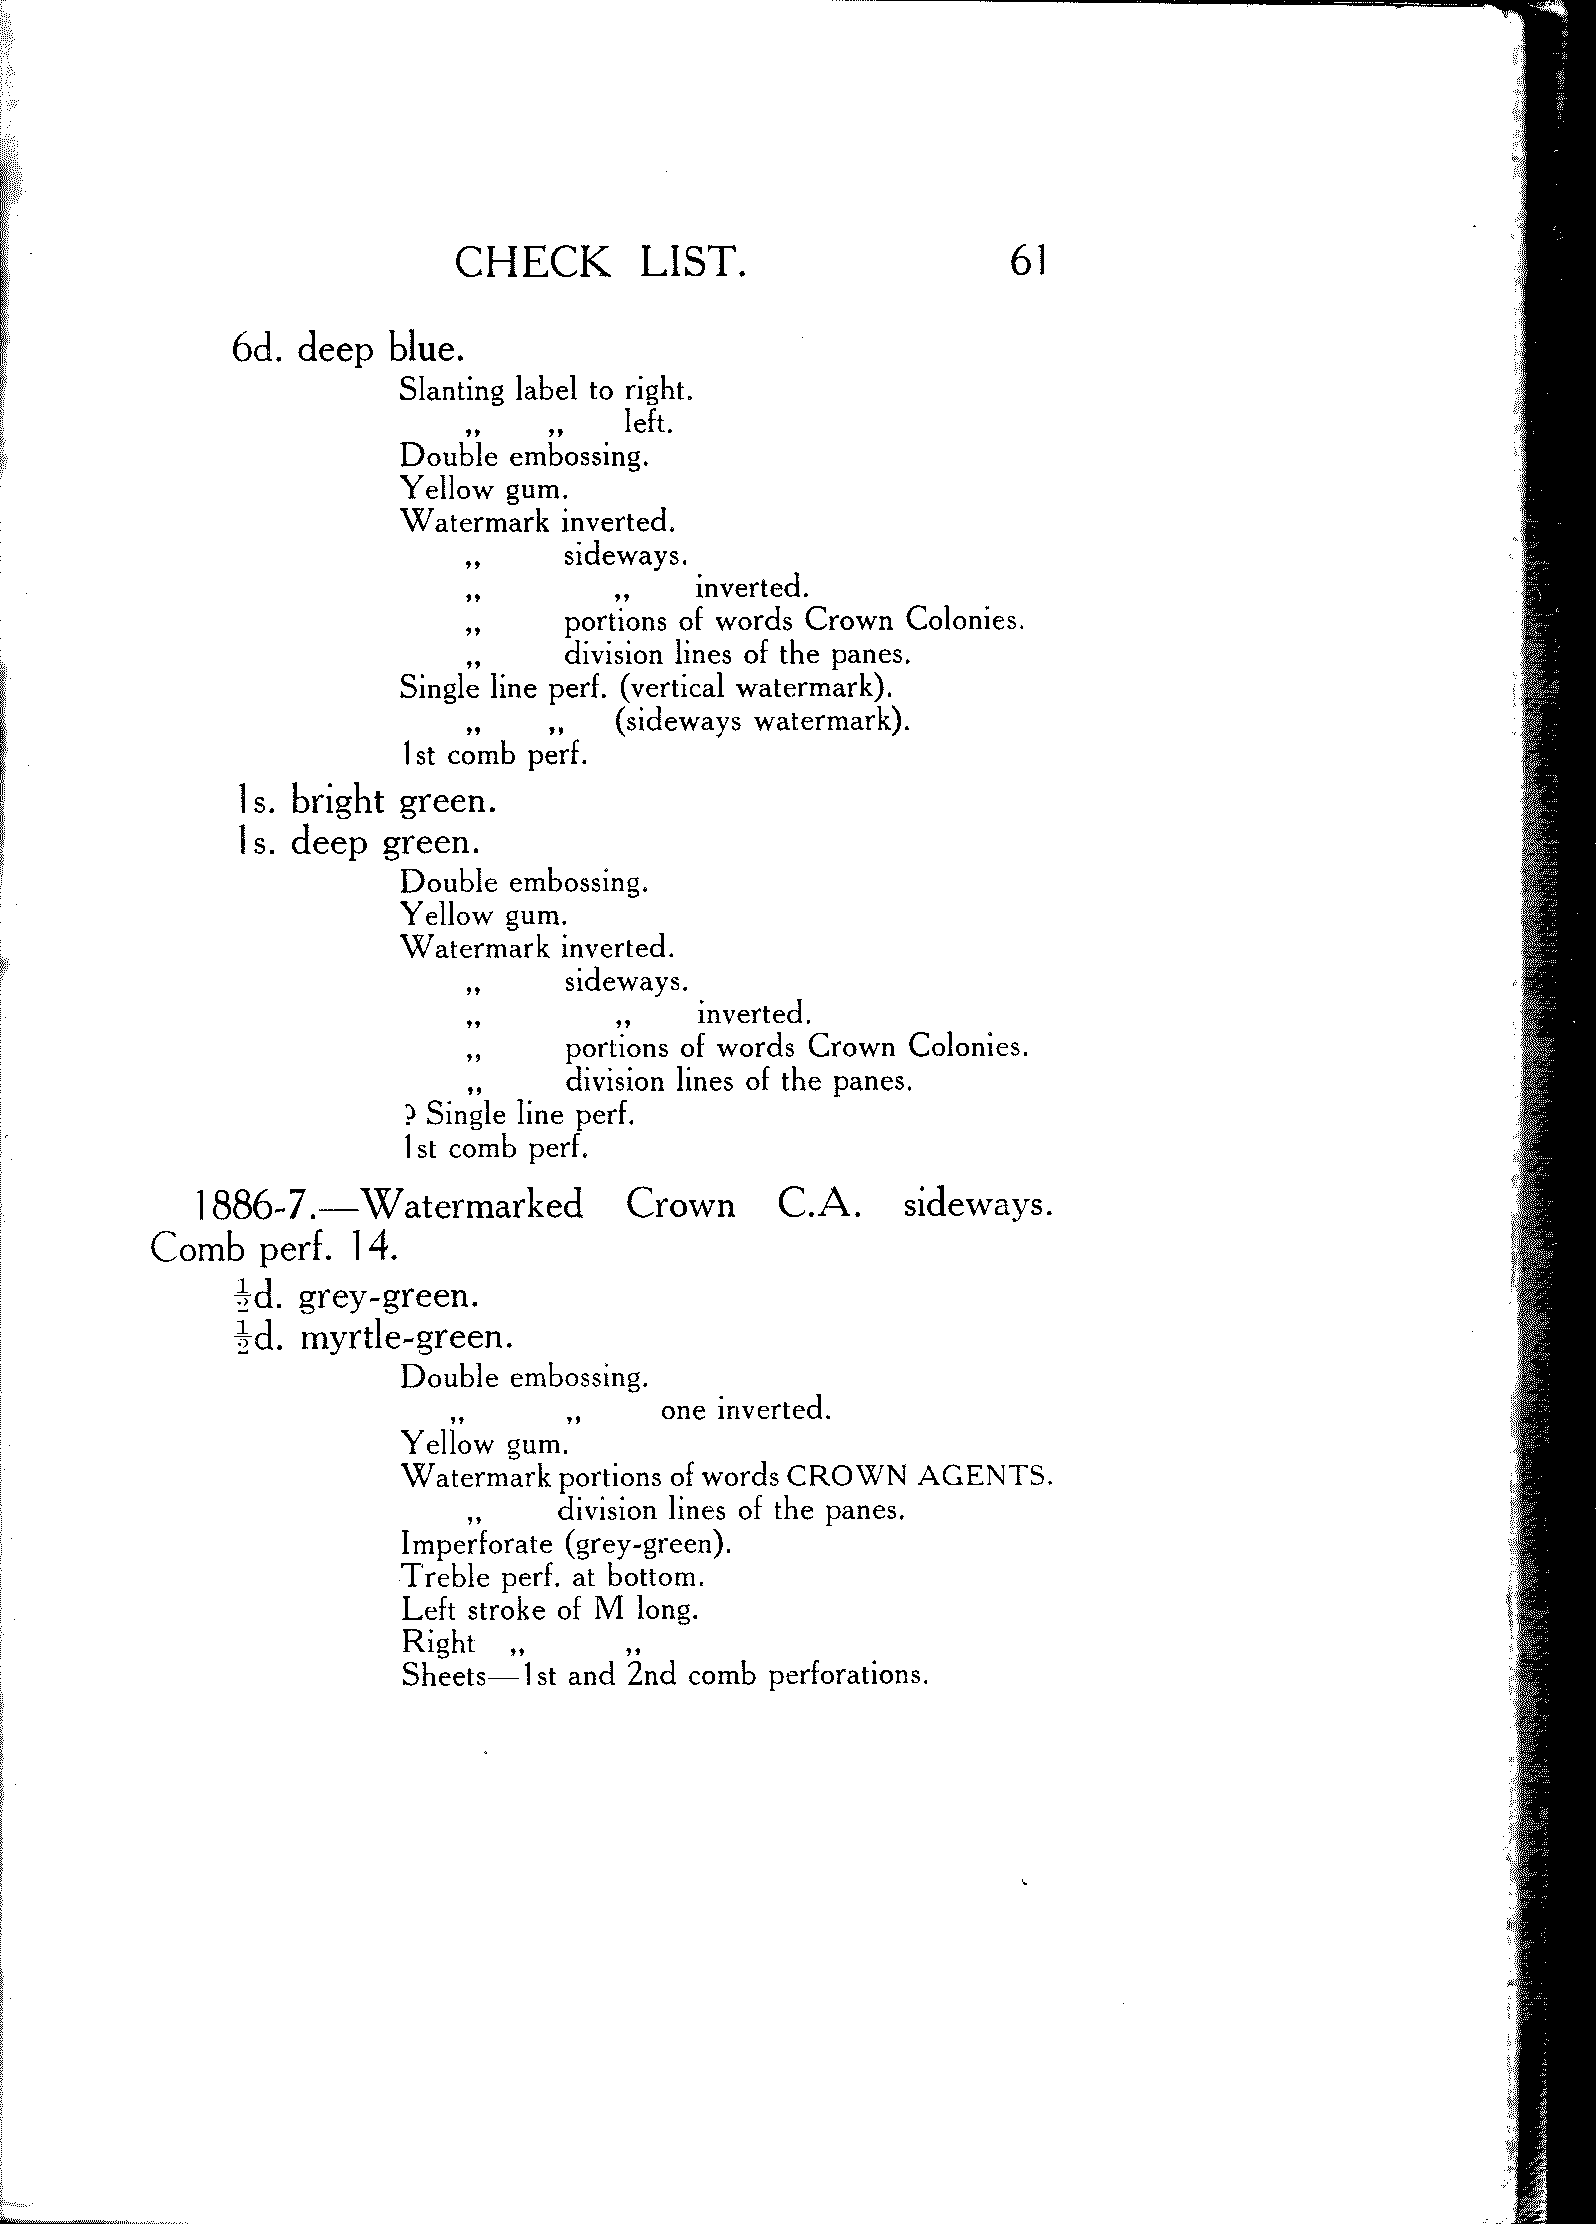 CHECK LIST. 61
6d. deep blue.
Slanting label to right.
„ „ left.
Double embossing.
Yellow gum.
Watermark inverted.
„ sideways.
„ „ inverted.
„ portions of words Crown Colonies.
„ division lines of the panes.
Single line perf. (vertical watermark).
„ „ (sideways watermark).
1st comb perf.
1s. bright green.
1s. deep green.
Double embossing.
Yellow gum.
Watermark inverted.
„ sideways.
„ „ inverted.
„ portions of words Crown Colonies.
„ division lines of the panes.
? Single line perf.
1st comb perf.
1886-7.—Watermarked Crown C.A. sideways.
Comb perf. 14.
½d. grey-green.
½d. myrtle-green.
Double embossing.
„ „ one inverted.
Yellow gum.
Watermark portions of words CROWN AGENTS.
„ division lines of the panes.
Imperforate (grey-green).
Treble perf. at bottom.
Left stroke of M long.
Right „ „
Sheets—1st and 2nd comb perforations.